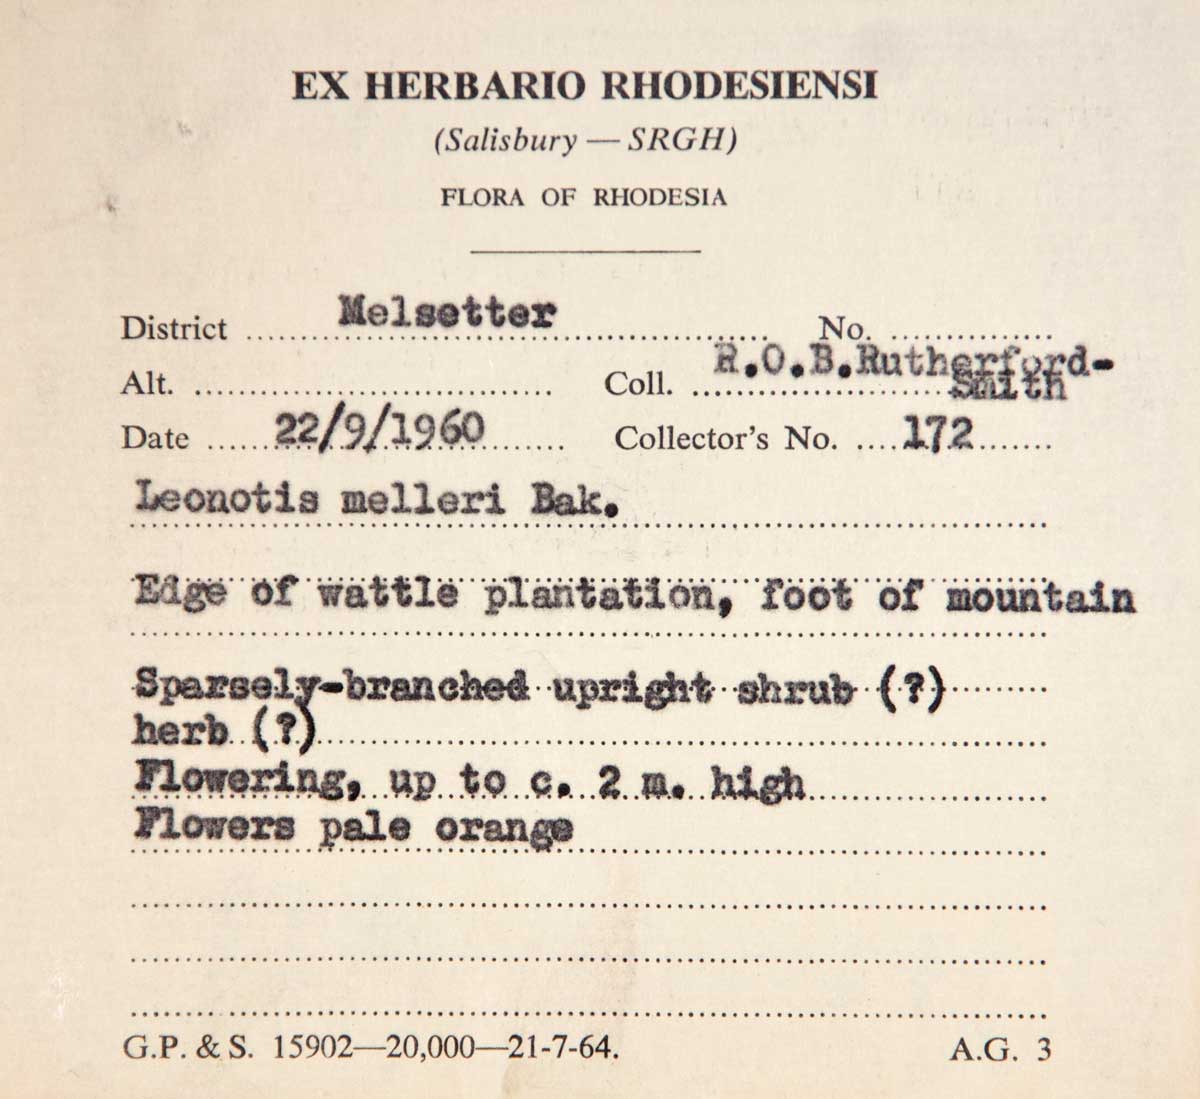 EX HERBARIO RHODESIENSI
(Salisbury — SRGH)
FLORA OF RHODESIA
District Melsetter No.
Alt. Coll. R.O.B.Rutherford-
Smith
Date 22/9/1960 Collector's No. 172
Leonotis melleri Bak.
Edge of wattle plantation, foot of mountain
Sparsely-branched upright shrub (?)
herb (?)
Flowering, up to c. 2 m. high
Flowers pale orange
G.P. & S. 15902—20,000—21-7-64. A.G. 3